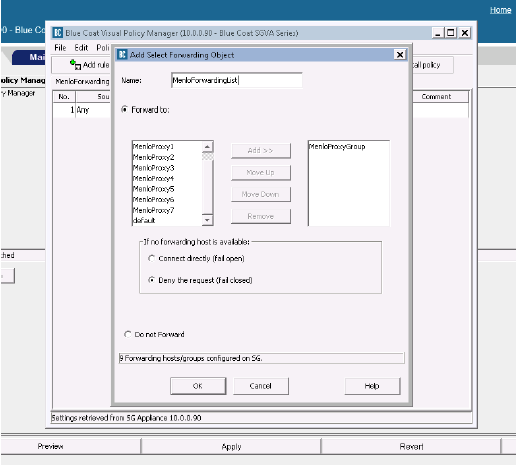 Home
0 - Blue Co
Blue Coat Visual Policy Manager (10.0.0.90 - Blue Coat SGVA Series)
File Edit Poli
Mai
Add rule
all policy
olicy Manag
y Manager
MenloForwarding
No. Sou Comment
1 Any
Add Select Forwarding Object
Name: MenloForwardingList
Forward to:
MenloProxy1
MenloProxy2
MenloProxy3
MenloProxy4
MenloProxy5
MenloProxy6
MenloProxy7
default
Add >>
Move Up
Move Down
Remove
MenloProxyGroup
If no forwarding host is available:
Connect directly (fail open)
Deny the request (fail closed)
Do not Forward
9 Forwarding hosts/groups configured on SG.
OK Cancel Help
ched
Settings retrieved from SG Appliance 10.0.0.90
Preview Apply Revert